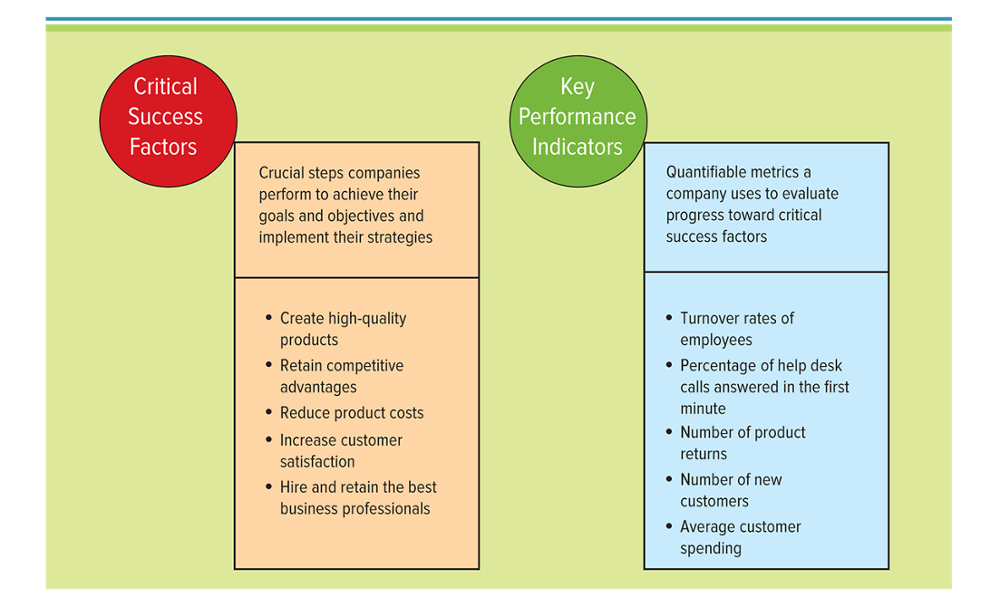 Critical
Success
Factors
Crucial steps companies
perform to achieve their
goals and objectives and
implement their strategies
• Create high-quality
products
• Retain competitive
advantages
• Reduce product costs
• Increase customer
satisfaction
• Hire and retain the best
business professionals
Key
Performance
Indicators
Quantifiable metrics a
company uses to evaluate
progress toward critical
success factors
• Turnover rates of
employees
• Percentage of help desk
calls answered in the first
minute
• Number of product
returns
• Number of new
customers
• Average customer
spending